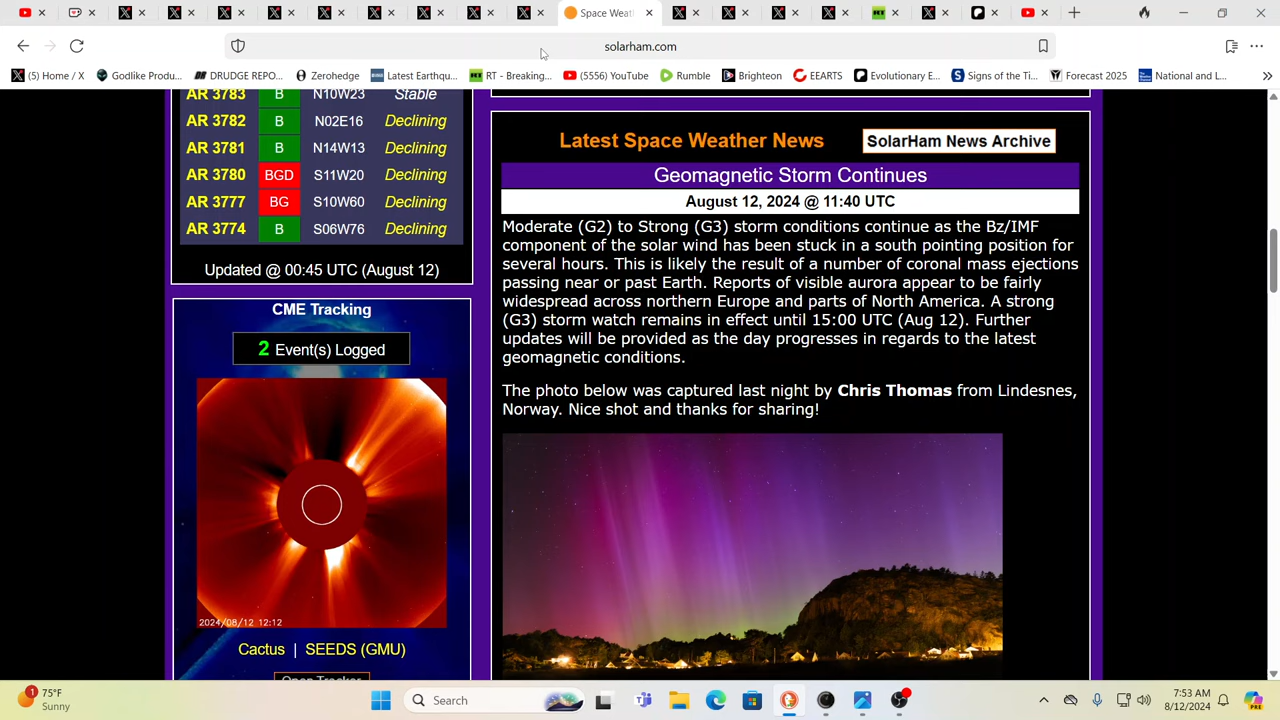 Space Weat
solarham.com
(5) Home / X
Godlike Produ...
DRUDGE REPO...
Zerohedge
Latest Earthqu...
RT - Breaking...
(5556) YouTube
Rumble
Brighteon
EEARTS
Evolutionary E...
Signs of the Ti...
Forecast 2025
National and L...
AR 3783 B N10W23 Stable
AR 3782 B N02E16 Declining
AR 3781 B N14W13 Declining
AR 3780 BGD S11W20 Declining
AR 3777 BG S10W60 Declining
AR 3774 B S06W76 Declining
Updated @ 00:45 UTC (August 12)
CME Tracking
2 Event(s) Logged
2024/08/12 12:12
Cactus | SEEDS (GMU)
Open Tracker
Latest Space Weather News
SolarHam News Archive
Geomagnetic Storm Continues
August 12, 2024 @ 11:40 UTC
Moderate (G2) to Strong (G3) storm conditions continue as the Bz/IMF
component of the solar wind has been stuck in a south pointing position for
several hours. This is likely the result of a number of coronal mass ejections
passing near or past Earth. Reports of visible aurora appear to be fairly
widespread across northern Europe and parts of North America. A strong
(G3) storm watch remains in effect until 15:00 UTC (Aug 12). Further
updates will be provided as the day progresses in regards to the latest
geomagnetic conditions.
The photo below was captured last night by Chris Thomas from Lindesnes,
Norway. Nice shot and thanks for sharing!
1
75°F
Sunny
Search
7:53 AM
8/12/2024